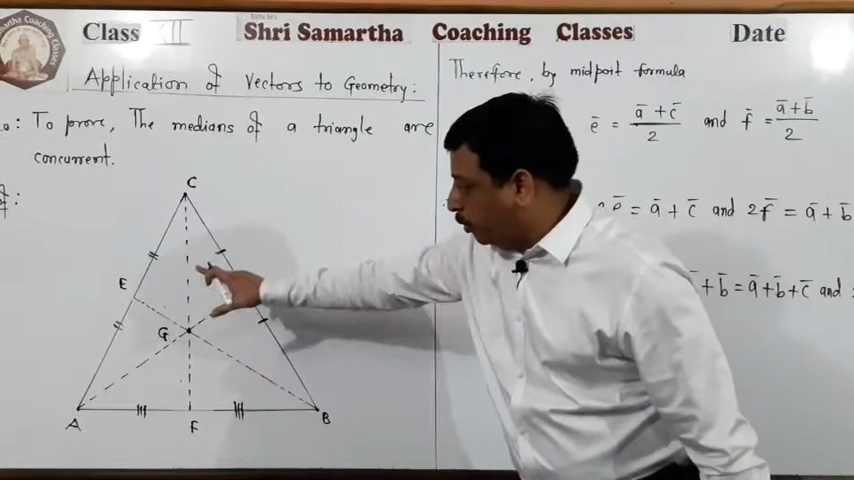 Class XII
Shri Samartha Coaching Classes
Date
Application of Vectors to Geometry:
To prove, The medians of a triangle are
concurrent.
C
E
G
A
F
B
Therefore, by midpoint formula
ē = ā + c̄ / 2 and f̄ = ā + b̄ / 2
ē = ā + c̄ and 2f̄ = ā + b̄
+ b̄ = ā + b̄ + c̄ and